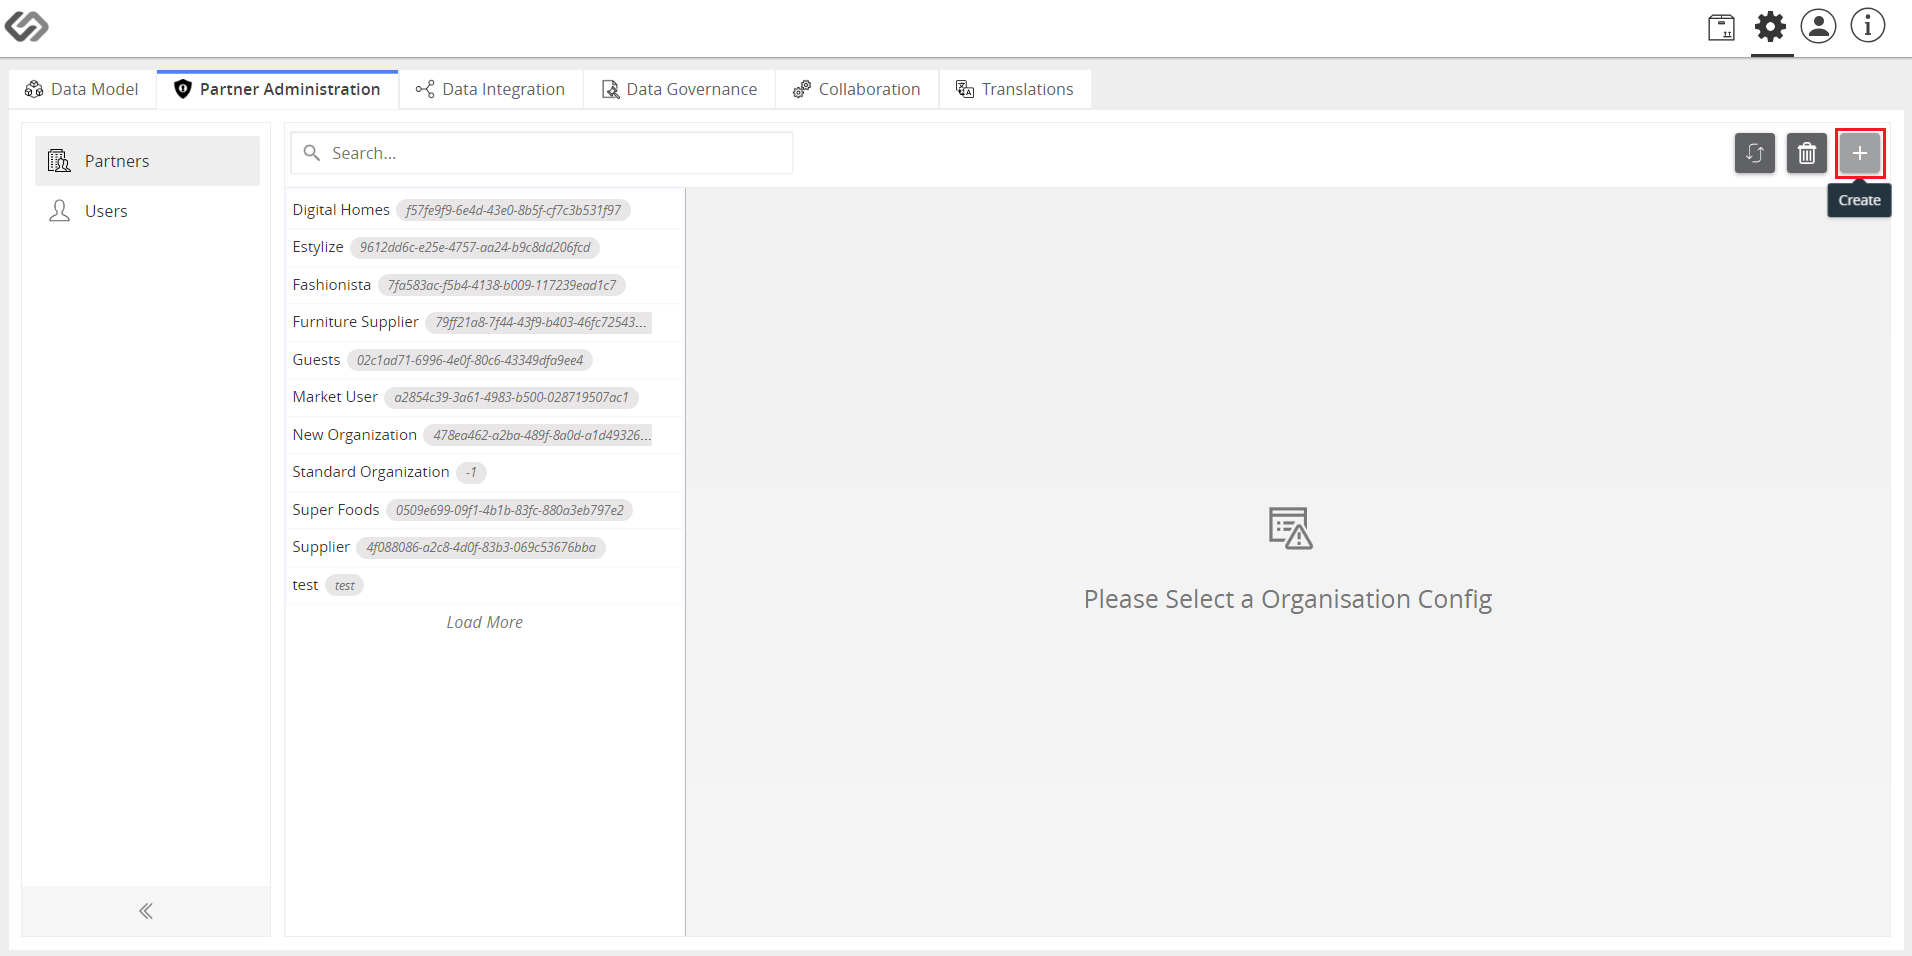 Data Model
Partner Administration
Data Integration
Data Governance
Collaboration
Translations
Partners
Users
Search...
Create
Digital Homes f57fe9f9-6e4d-43e0-8b5f-cf7c3b531f97
Estylize 9612dd6c-e25e-4757-aa24-b9c8dd206fcd
Fashionista 7fa583ac-f5b4-4138-b009-117239ead1c7
Furniture Supplier 79ff21a8-7f44-43f9-b403-46fc72543...
Guests 02c1ad71-6996-4e0f-80c6-43349dfa9ee4
Market User a2854c39-3a61-4983-b500-028719507ac1
New Organization 478ea462-a2ba-489f-8a0d-a1d49326...
Standard Organization -1
Super Foods 0509e699-09f1-4b1b-83fc-880a3eb797e2
Supplier 4f088086-a2c8-4d0f-83b3-069c53676bba
test test
Load More
Please Select a Organisation Config